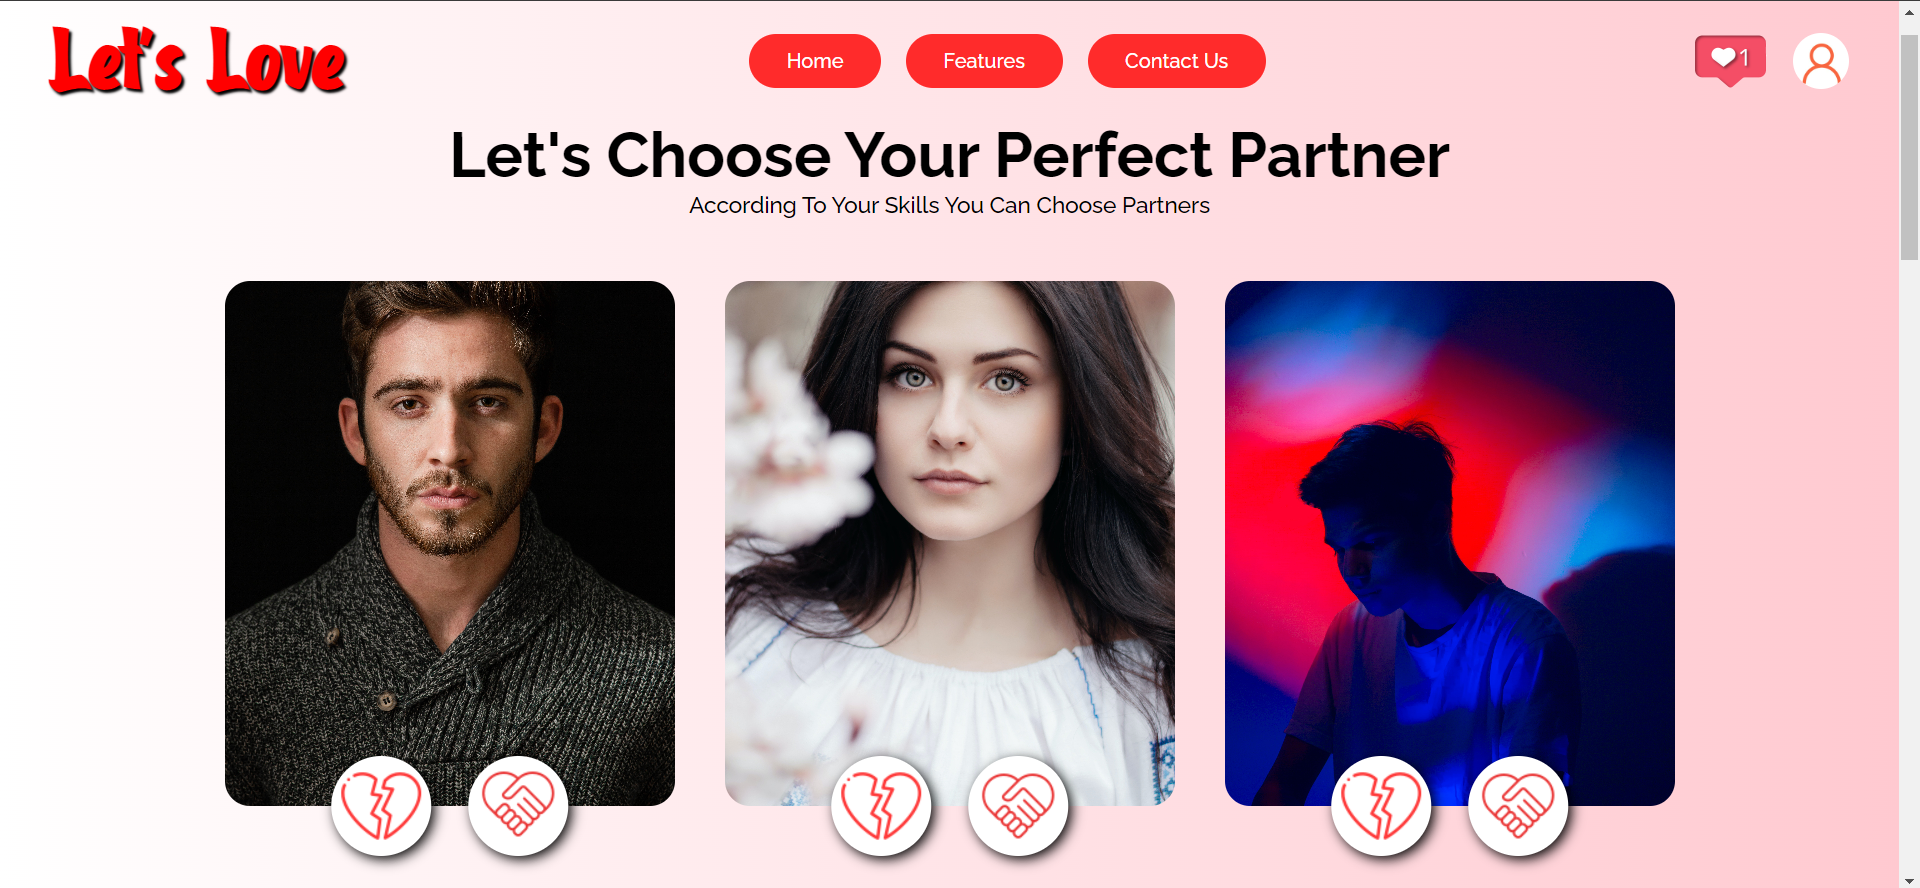 Let's Love
Home
Features
Contact Us
1
Let's Choose Your Perfect Partner
According To Your Skills You Can Choose Partners